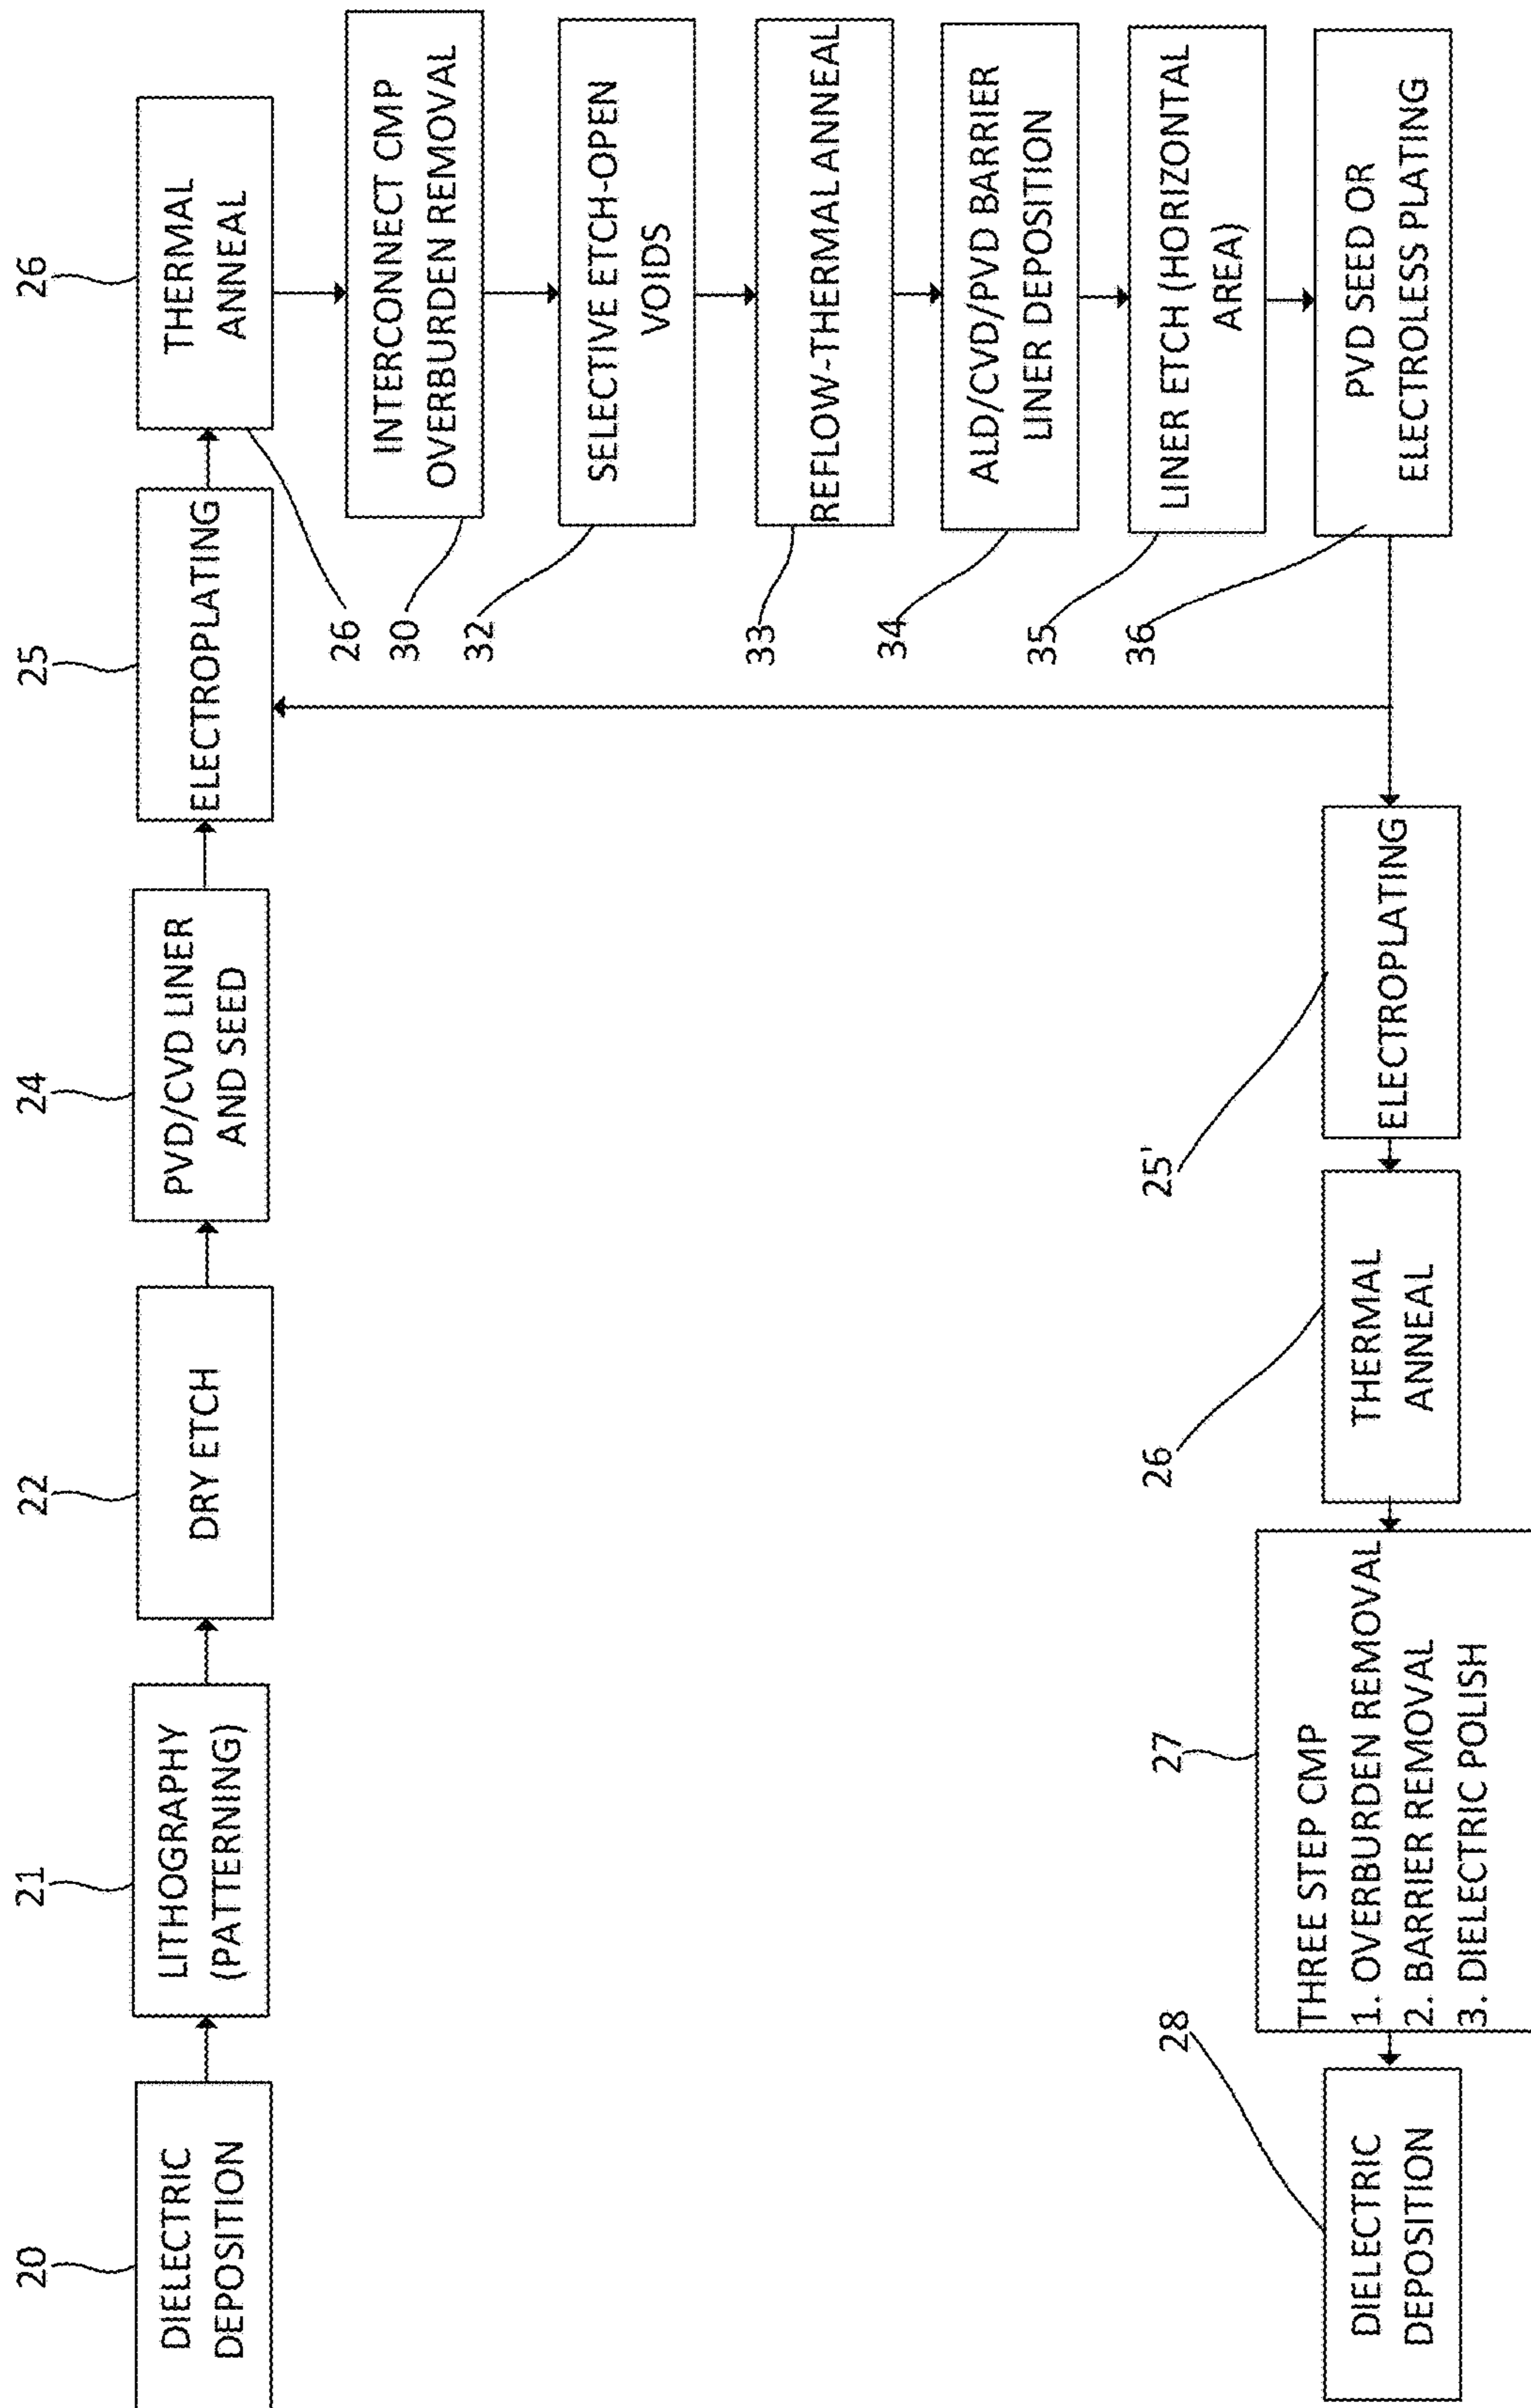 20
DIELECTRIC
DEPOSITION
21
LITHOGRAPHY
(PATTERNING)
22
DRY ETCH
24
PVD/CVD LINER
AND SEED
25
ELECTROPLATING
26
THERMAL
ANNEAL
26
30
INTERCONNECT CMP
OVERBURDEN REMOVAL
32
SELECTIVE ETCH-OPEN
VOIDS
33
REFLOW-THERMAL ANNEAL
34
ALD/CVD/PVD BARRIER
LINER DEPOSITION
35
LINER ETCH (HORIZONTAL
AREA)
36
PVD SEED OR
ELECTROLESS PLATING
25'
ELECTROPLATING
26
THERMAL
ANNEAL
27
THREE STEP CMP
1. OVERBURDEN REMOVAL
2. BARRIER REMOVAL
3. DIELECTRIC POLISH
28
DIELECTRIC
DEPOSITION